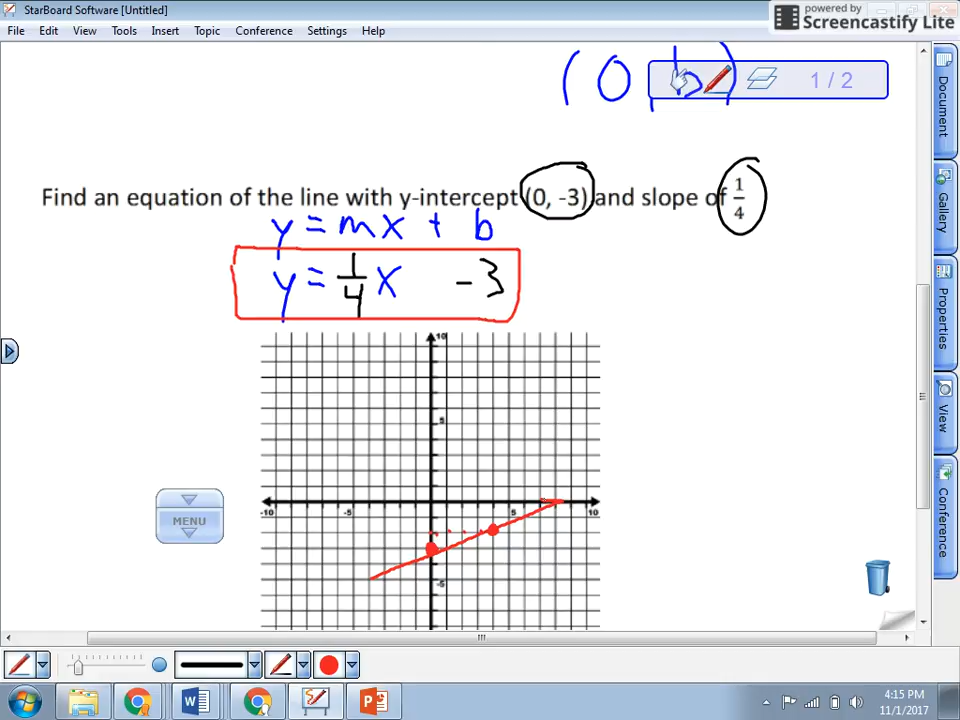 StarBoard Software - [Untitled]
powered by
Screencastify Lite
File Edit View Tools Insert Topic Conference Settings Help
(0, b)
1 / 2
Find an equation of the line with y-intercept (0, -3) and slope of 1/4
y = mx + b
y = 1/4 x - 3
10
5
-10 -5 5 10
-5
MENU
Document
Gallery
Properties
View
Conference
4:15 PM
11/1/2017